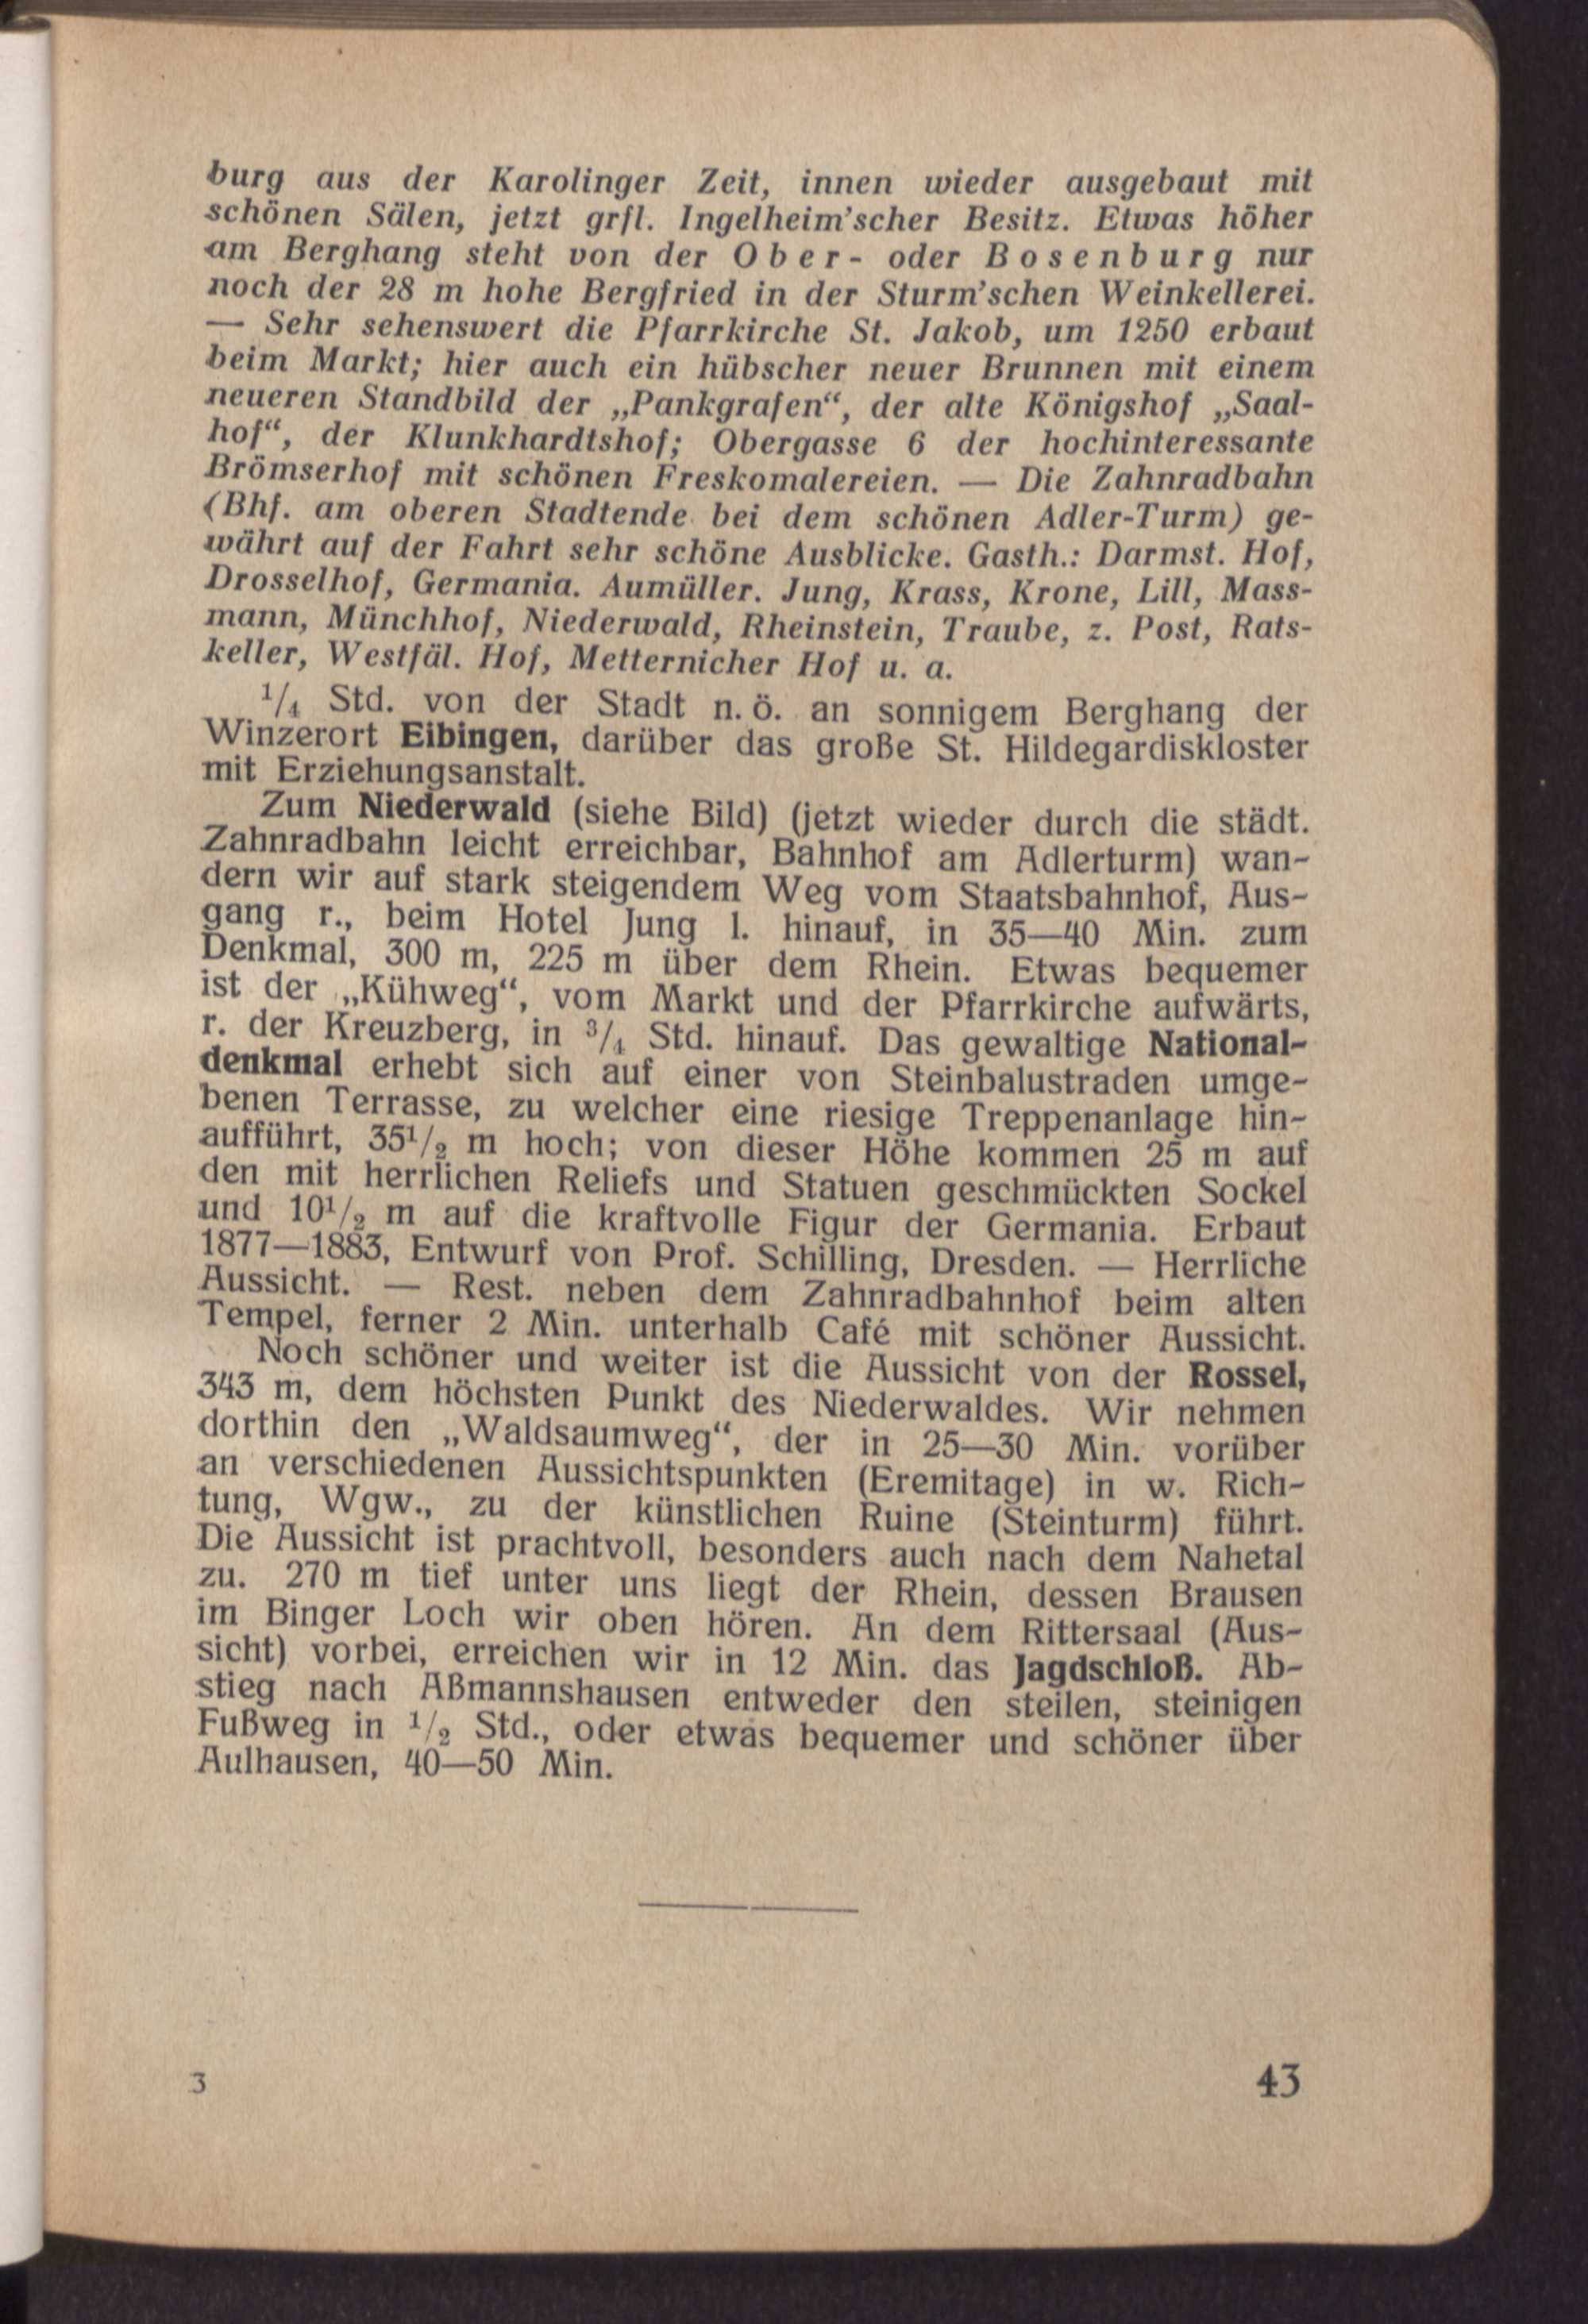 burg aus der Karolinger Zeit, innen wieder ausgebaut mit
schönen Sälen, jetzt grfl. Ingelheim'scher Besitz. Etwas höher
am Berghang steht von der Ober- oder Bosenburg nur
noch der 28 m hohe Bergfried in der Sturm'schen Weinkellerei.
— Sehr sehenswert die Pfarrkirche St. Jakob, um 1250 erbaut
beim Markt; hier auch ein hübscher neuer Brunnen mit einem
neueren Standbild der „Pankgrafen“, der alte Königshof „Saal-
hof“, der Klunkhardtshof; Obergasse 6 der hochinteressante
Brömserhof mit schönen Freskomalereien. — Die Zahnradbahn
(Bhf. am oberen Stadtende bei dem schönen Adler-Turm) ge-
währt auf der Fahrt sehr schöne Ausblicke. Gasth.: Darmst. Hof,
Drosselhof, Germania. Aumüller. Jung, Krass, Krone, Lill, Mass-
mann, Münchhof, Niederwald, Rheinstein, Traube, z. Post, Rats-
keller, Westfäl. Hof, Metternicher Hof u. a.
1/4 Std. von der Stadt n. ö. an sonnigem Berghang der
Winzerort Eibingen, darüber das große St. Hildegardiskloster
mit Erziehungsanstalt.
Zum Niederwald (siehe Bild) (jetzt wieder durch die städt.
Zahnradbahn leicht erreichbar, Bahnhof am Adlerturm) wan-
dern wir auf stark steigendem Weg vom Staatsbahnhof, Aus-
gang r., beim Hotel Jung l. hinauf, in 35—40 Min. zum
Denkmal, 300 m, 225 m über dem Rhein. Etwas bequemer
ist der „Kühweg“, vom Markt und der Pfarrkirche aufwärts,
r. der Kreuzberg, in 3/4 Std. hinauf. Das gewaltige National-
denkmal erhebt sich auf einer von Steinbalustraden umge-
benen Terrasse, zu welcher eine riesige Treppenanlage hin-
aufführt, 35 1/2 m hoch; von dieser Höhe kommen 25 m auf
den mit herrlichen Reliefs und Statuen geschmückten Sockel
und 10 1/2 m auf die kraftvolle Figur der Germania. Erbaut
1877—1883, Entwurf von Prof. Schilling, Dresden. — Herrliche
Aussicht. — Rest. neben dem Zahnradbahnhof beim alten
Tempel, ferner 2 Min. unterhalb Café mit schöner Aussicht.
Noch schöner und weiter ist die Aussicht von der Rossel,
343 m, dem höchsten Punkt des Niederwaldes. Wir nehmen
dorthin den „Waldsaumweg“, der in 25—30 Min. vorüber
an verschiedenen Aussichtspunkten (Eremitage) in w. Rich-
tung, Wgw., zu der künstlichen Ruine (Steinturm) führt.
Die Aussicht ist prachtvoll, besonders auch nach dem Nahetal
zu. 270 m tief unter uns liegt der Rhein, dessen Brausen
im Binger Loch wir oben hören. An dem Rittersaal (Aus-
sicht) vorbei, erreichen wir in 12 Min. das Jagdschloß. Ab-
stieg nach Aßmannshausen entweder den steilen, steinigen
Fußweg in 1/2 Std., oder etwas bequemer und schöner über
Aulhausen, 40—50 Min.
3
43